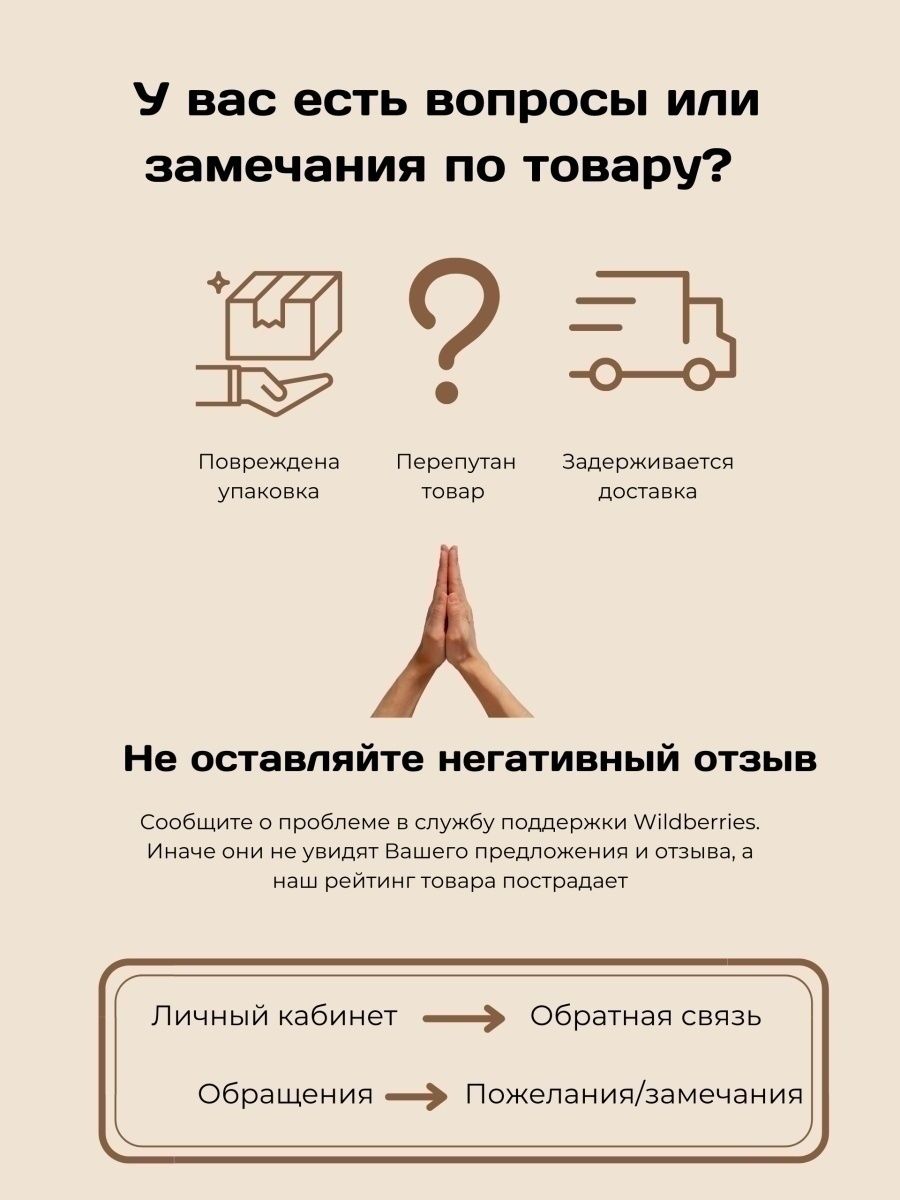 У вас есть вопросы или
замечания по товару?
Повреждена
упаковка
Перепутан
товар
Задерживается
доставка
Не оставляйте негативный отзыв
Сообщите о проблеме в службу поддержки Wildberries.
Иначе они не увидят Вашего предложения и отзыва, а
наш рейтинг товара пострадает
Личный кабинет → Обратная связь
Обращения → Пожелания/замечания